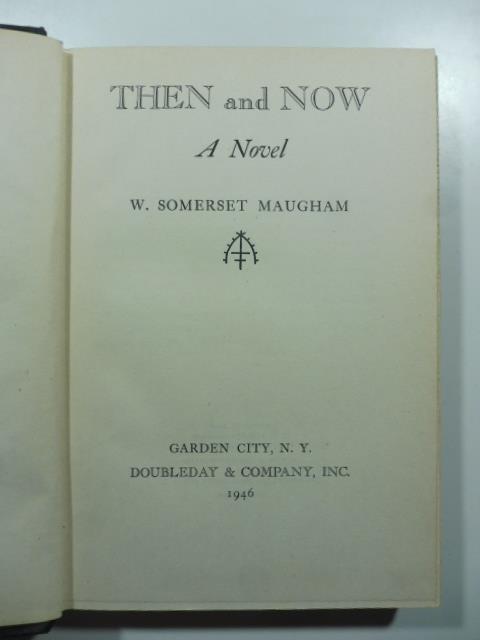 THEN and NOW
A Novel
W. SOMERSET MAUGHAM
GARDEN CITY, N. Y.
DOUBLEDAY & COMPANY, INC.
1946